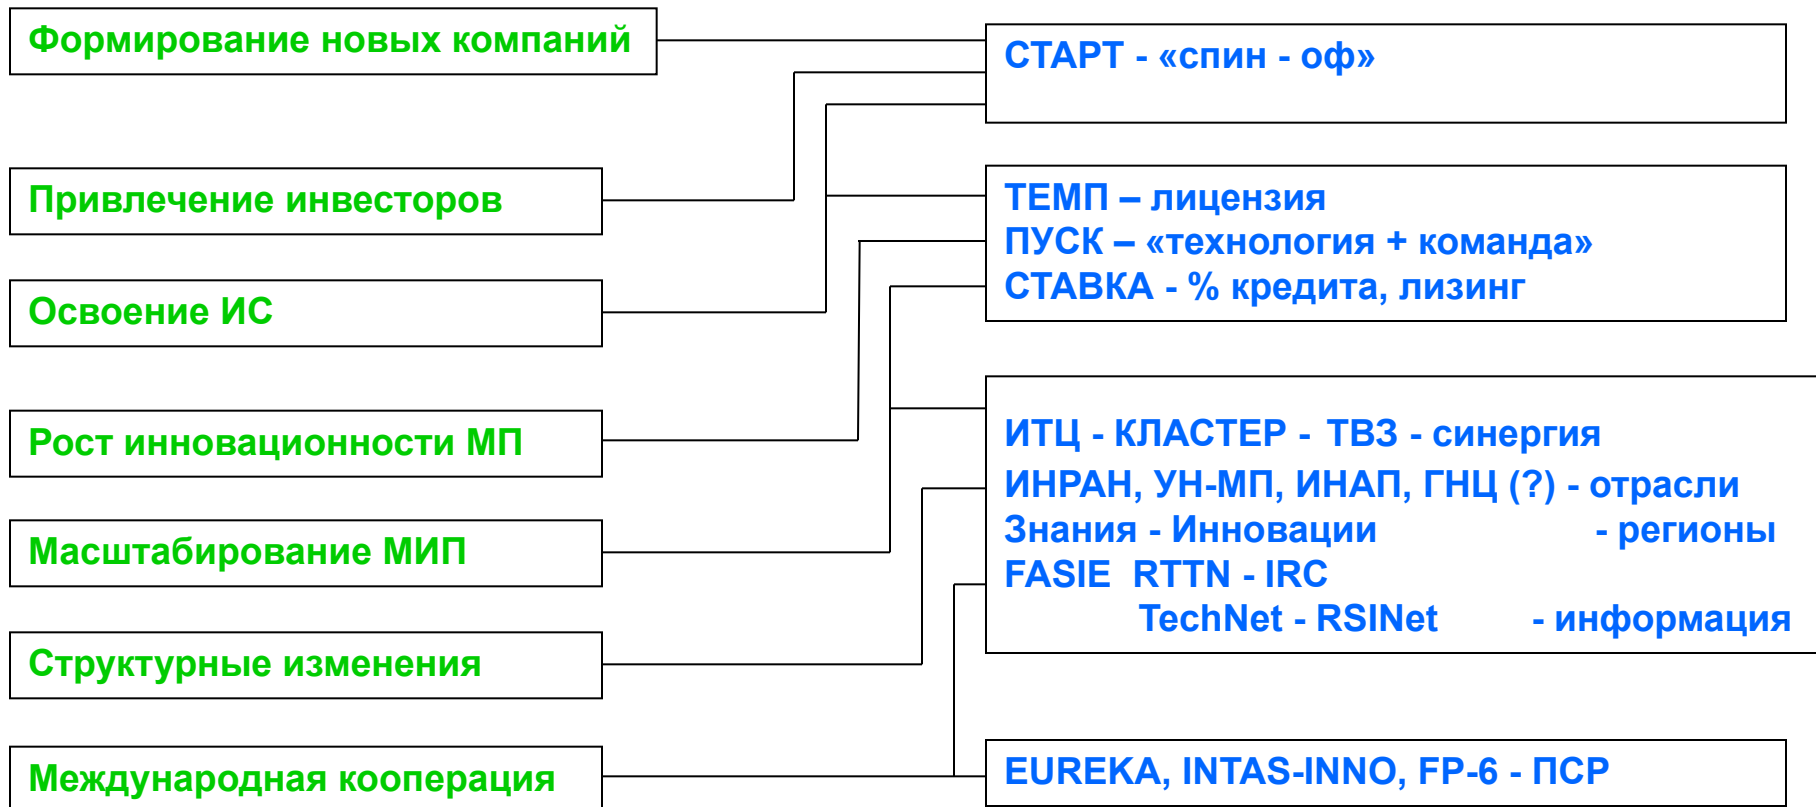 Формирование новых компаний
Привлечение инвесторов
Освоение ИС
Рост инновационности МП
Масштабирование МИП
Структурные изменения
Международная кооперация
СТАРТ - «спин - оф»
ТЕМП – лицензия
ПУСК – «технология + команда»
СТАВКА - % кредита, лизинг
ИТЦ - КЛАСТЕР - ТВЗ - синергия
ИНРАН, УН-МП, ИНАП, ГНЦ (?) - отрасли
Знания - Инновации - регионы
FASIE RTTN - IRC
TechNet - RSINet - информация
EUREKA, INTAS-INNO, FP-6 - ПСР